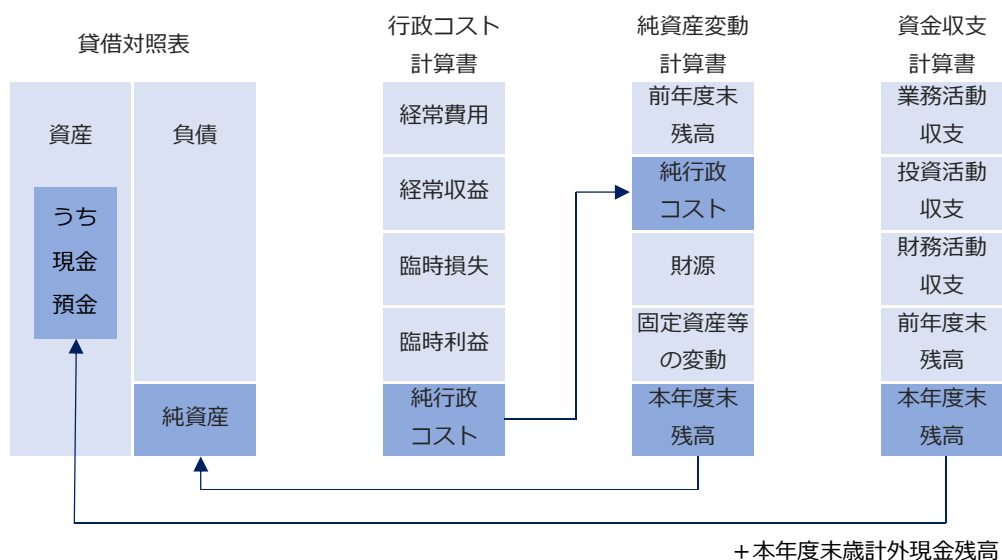 貸借対照表
資産
うち
現金
預金
負債
純資産
行政コスト
計算書
経常費用
経常収益
臨時損失
臨時利益
純行政
コスト
純資産変動
計算書
前年度末
残高
純行政
コスト
財源
固定資産等
の変動
本年度末
残高
資金収支
計算書
業務活動
収支
投資活動
収支
財務活動
収支
前年度末
残高
本年度末
残高
＋本年度末歳計外現金残高